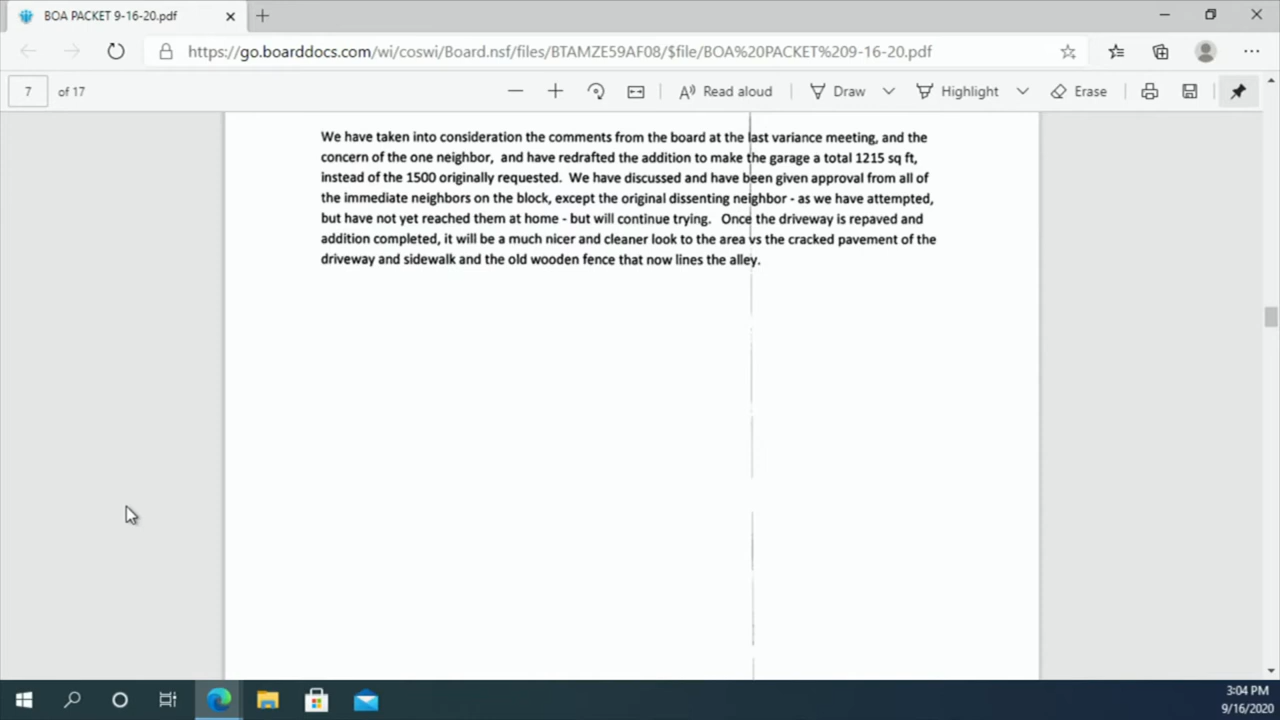 BOA PACKET 9-16-20.pdf
https://go.boarddocs.com/wi/coswi/Board.nsf/files/BTAMZE59AF08/$file/BOA%20PACKET%209-16-20.pdf
7 of 17 Read aloud Draw Highlight Erase
We have taken into consideration the comments from the board at the last variance meeting, and the
concern of the one neighbor, and have redrafted the addition to make the garage a total 1215 sq ft,
instead of the 1500 originally requested. We have discussed and have been given approval from all of
the immediate neighbors on the block, except the original dissenting neighbor - as we have attempted,
but have not yet reached them at home - but will continue trying. Once the driveway is repaved and
addition completed, it will be a much nicer and cleaner look to the area vs the cracked pavement of the
driveway and sidewalk and the old wooden fence that now lines the alley.
3:04 PM
9/16/2020